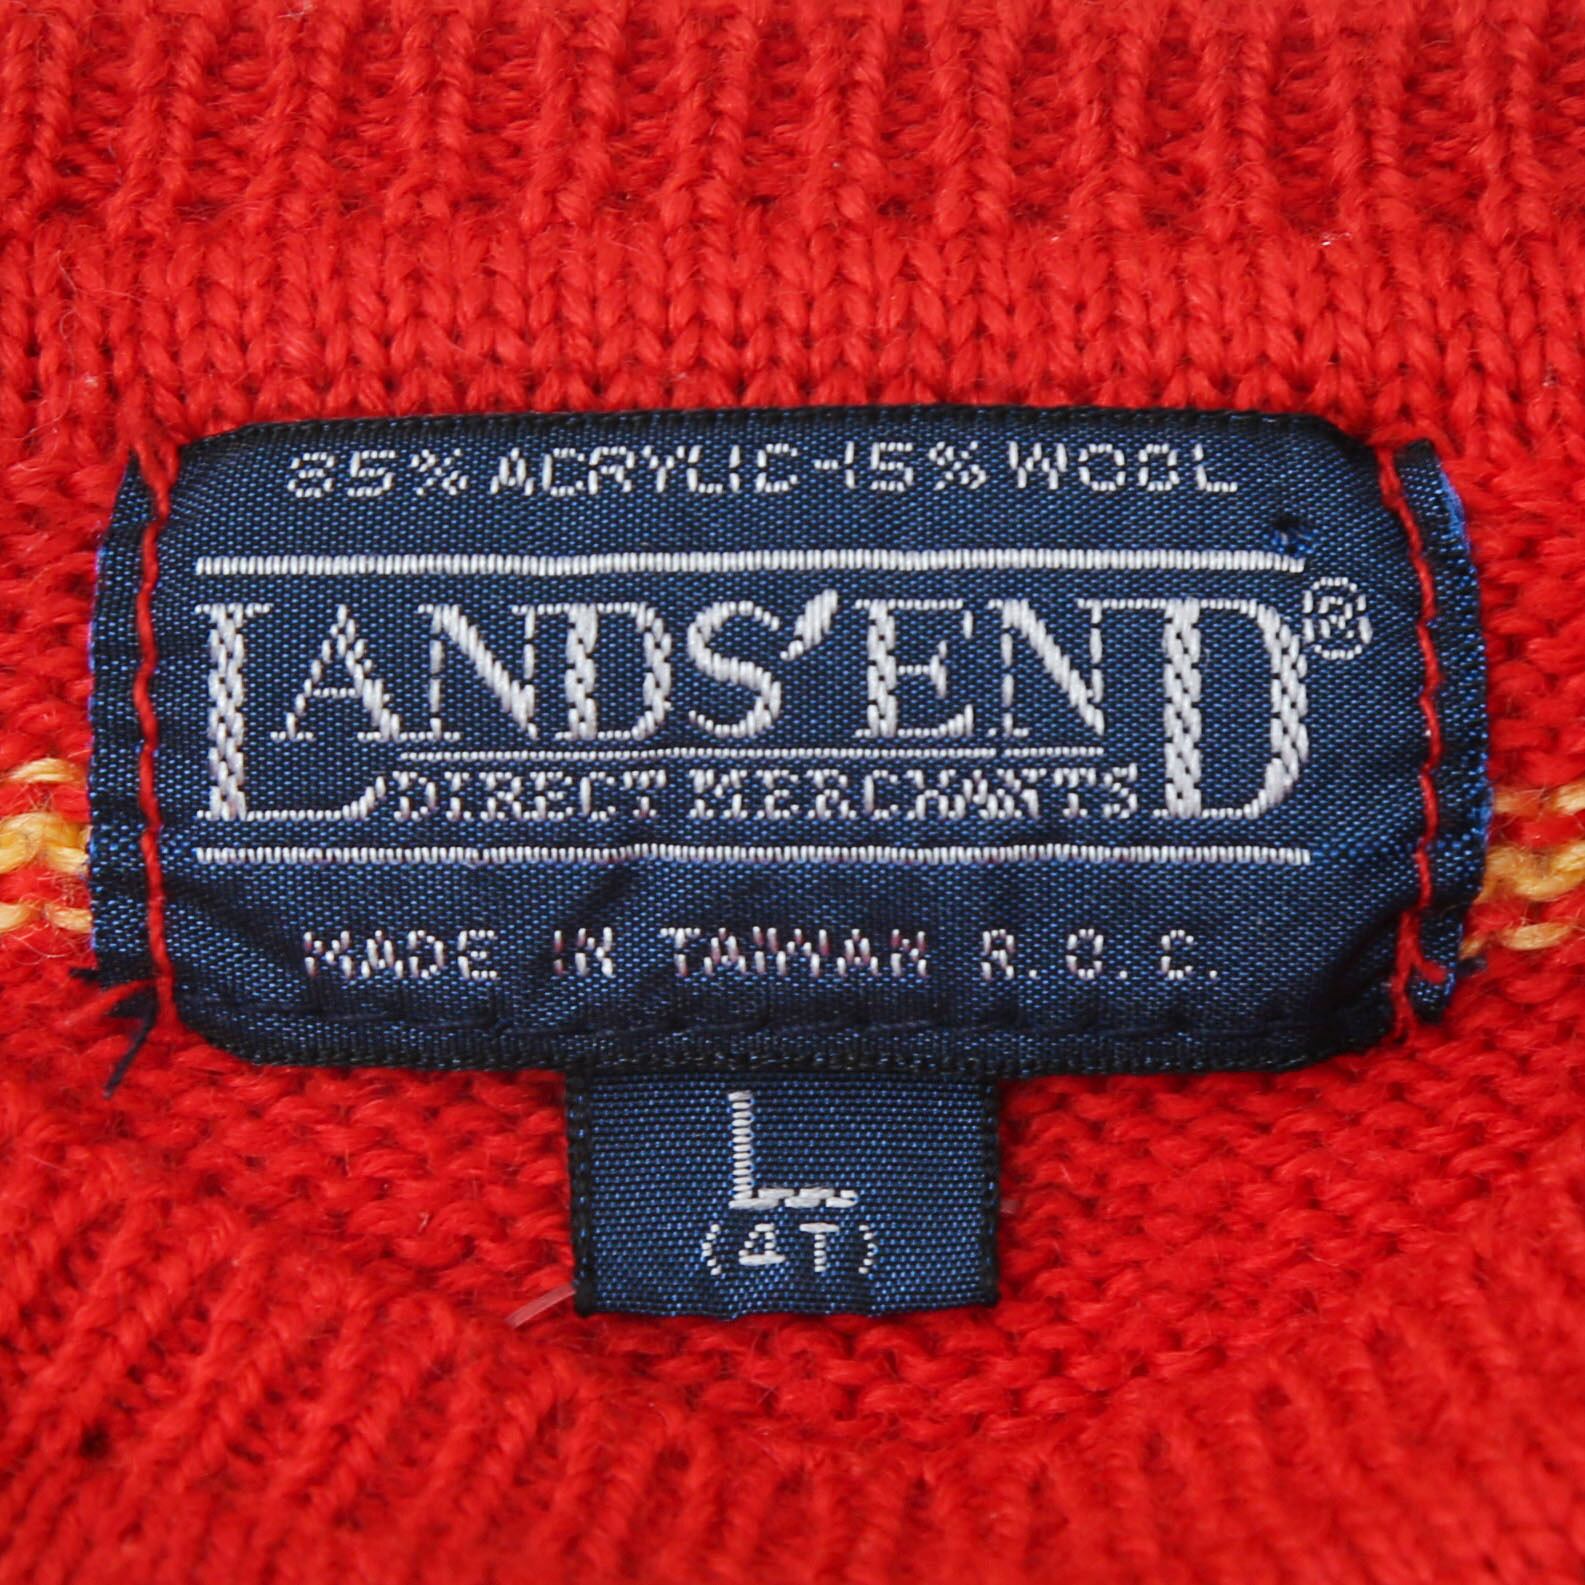 85% ACRYLIC-15% WOOL
LANDS' END®
DIRECT MERCHANTS
MADE IN TAIWAN R.O.C.
L
(4T)